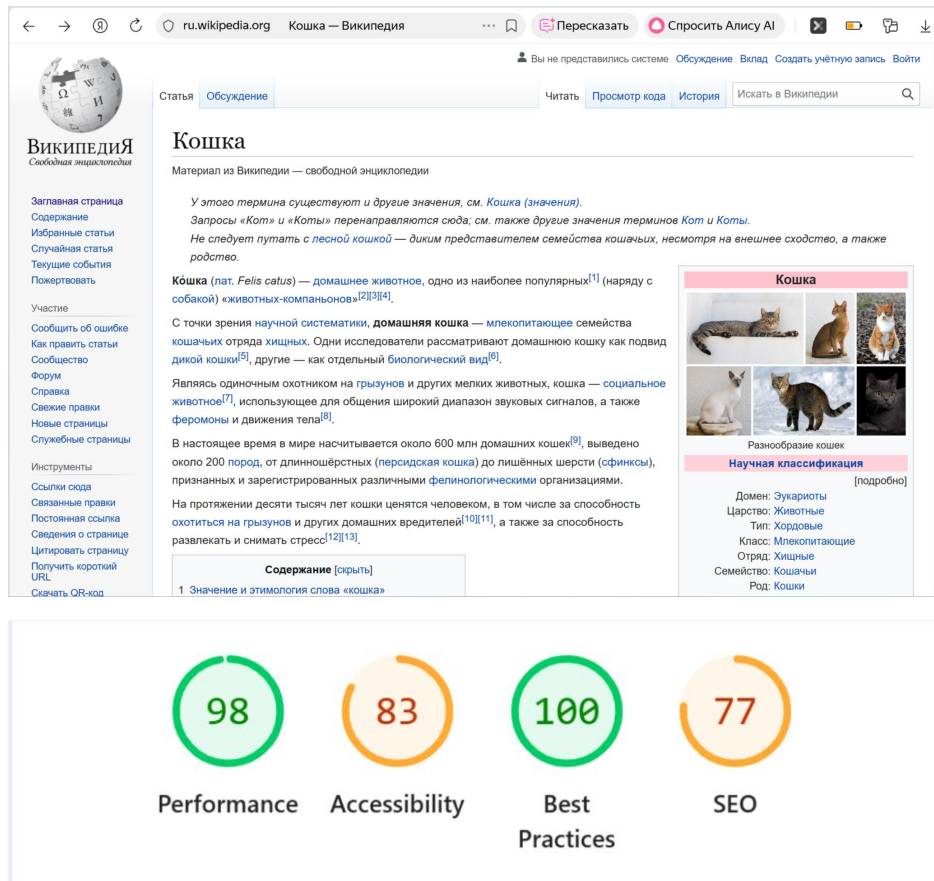 ru.wikipedia.org Кошка — Википедия ... Пересказать Спросить Алису AI
Вы не представились системе Обсуждение Вклад Создать учётную запись Войти
Статья Обсуждение Читать Просмотр кода История Искать в Википедии
ВИКИПЕДИЯ
Свободная энциклопедия
Заглавная страница
Содержание
Избранные статьи
Случайная статья
Текущие события
Пожертвовать
Участие
Сообщить об ошибке
Как править статьи
Сообщество
Форум
Справка
Свежие правки
Новые страницы
Служебные страницы
Инструменты
Ссылки сюда
Связанные правки
Постоянная ссылка
Сведения о странице
Цитировать страницу
Получить короткий
URL
Скачать QR-код
Кошка
Материал из Википедии — свободной энциклопедии
У этого термина существуют и другие значения, см. Кошка (значения).
Запросы «Кот» и «Коты» перенаправляются сюда; см. также другие значения терминов Кот и Коты.
Не следует путать с лесной кошкой — диким представителем семейства кошачьих, несмотря на внешнее сходство, а также
родство.
Ко́шка (лат. Felis catus) — домашнее животное, одно из наиболее популярных[1] (наряду с
собакой) «животных-компаньонов»[2][3][4].
С точки зрения научной систематики, домашняя кошка — млекопитающее семейства
кошачьих отряда хищных. Одни исследователи рассматривают домашнюю кошку как подвид
дикой кошки[5], другие — как отдельный биологический вид[6].
Являясь одиночным охотником на грызунов и других мелких животных, кошка — социальное
животное[7], использующее для общения широкий диапазон звуковых сигналов, а также
феромоны и движения тела[8].
В настоящее время в мире насчитывается около 600 млн домашних кошек[9], выведено
около 200 пород, от длинношёрстных (персидская кошка) до лишённых шерсти (сфинксы),
признанных и зарегистрированных различными фелинологическими организациями.
На протяжении десяти тысяч лет кошки ценятся человеком, в том числе за способность
охотиться на грызунов и других домашних вредителей[10][11], а также за способность
развлекать и снимать стресс[12][13].
Содержание [скрыть]
1 Значение и этимология слова «кошка»
Кошка
Разнообразие кошек
Научная классификация
[подробно]
Домен: Эукариоты
Царство: Животные
Тип: Хордовые
Класс: Млекопитающие
Отряд: Хищные
Семейство: Кошачьи
Род: Кошки
98 83 100 77
Performance Accessibility Best SEO
Practices